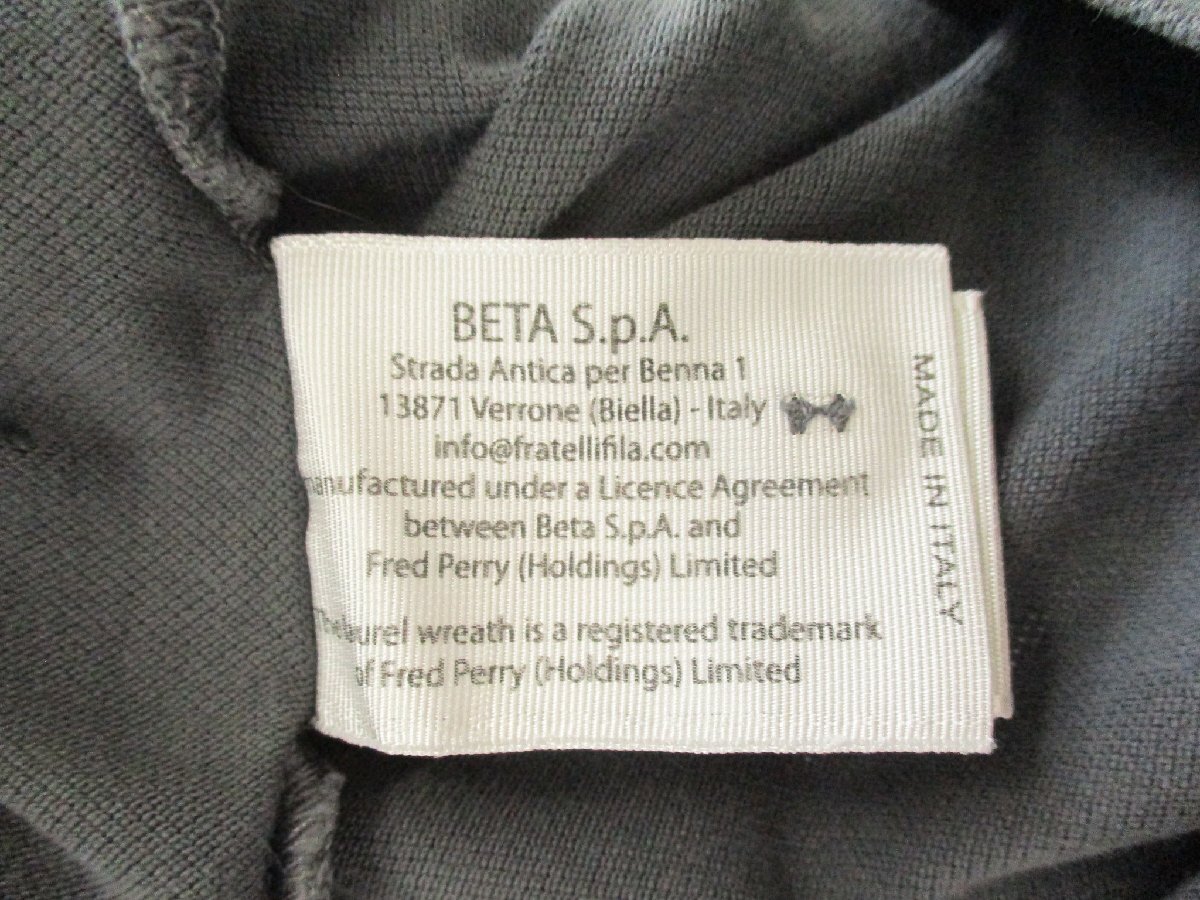 BETA S.p.A.
Strada Antica per Benna 1
13871 Verrone (Biella) - Italy
info@fratellifila.com
manufactured under a Licence Agreement
between Beta S.p.A. and
Fred Perry (Holdings) Limited
The laurel wreath is a registered trademark
of Fred Perry (Holdings) Limited
MADE IN ITALY